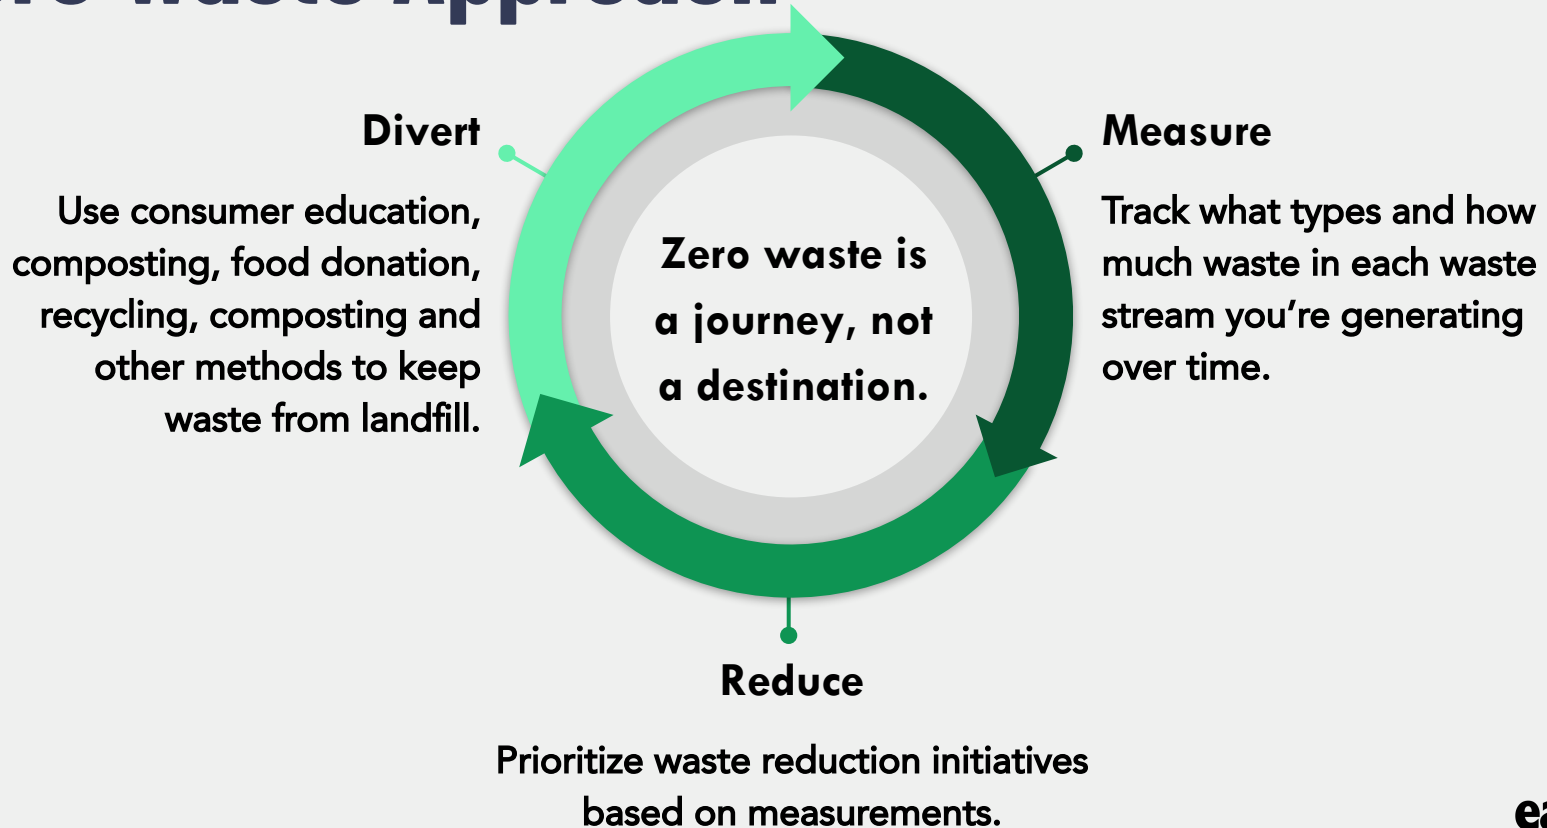 Waste Approach
Divert
Use consumer education,
composting, food donation,
recycling, composting and
other methods to keep
waste from landfill.
Zero waste is
a journey, not
a destination.
Measure
Track what types and how
much waste in each waste
stream you’re generating
over time.
Reduce
Prioritize waste reduction initiatives
based on measurements.